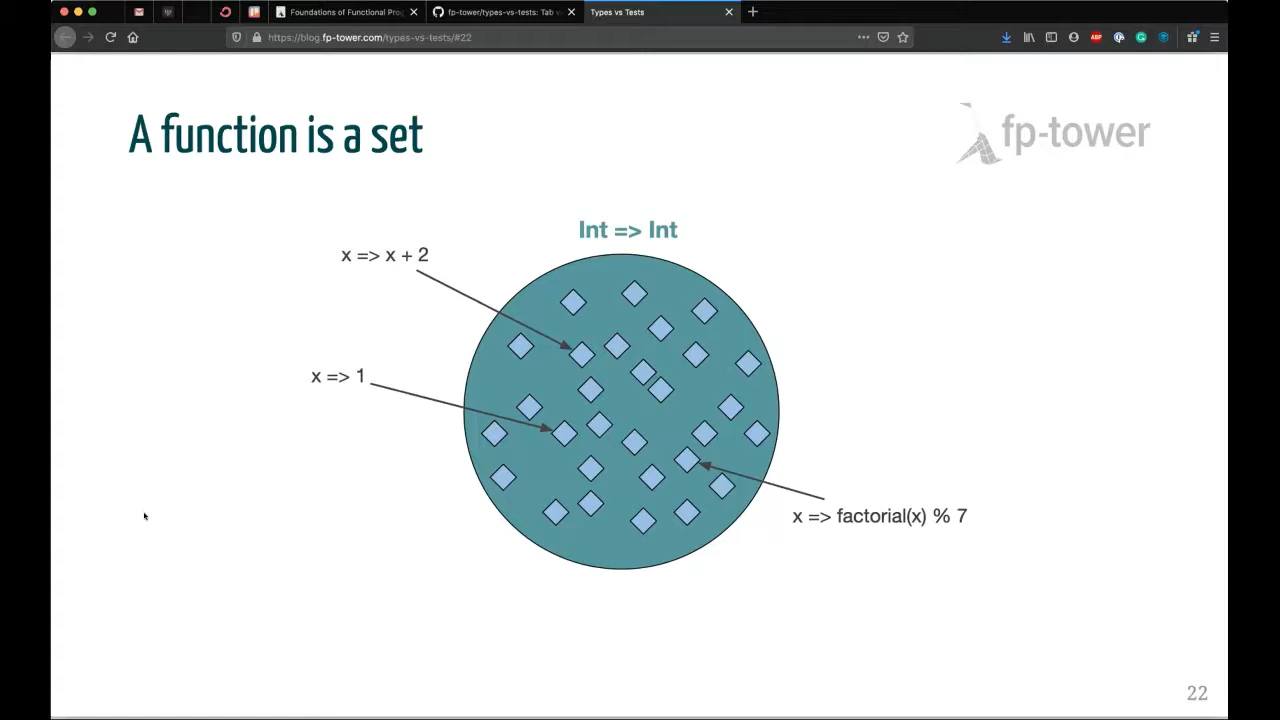 Foundations of Functional Prog
fp-tower/types-vs-tests: Tab v
Types vs Tests
https://blog.fp-tower.com/types-vs-tests/#22
ABP
A function is a set
fp-tower
Int => Int
x => x + 2
x => 1
x => factorial(x) % 7
22